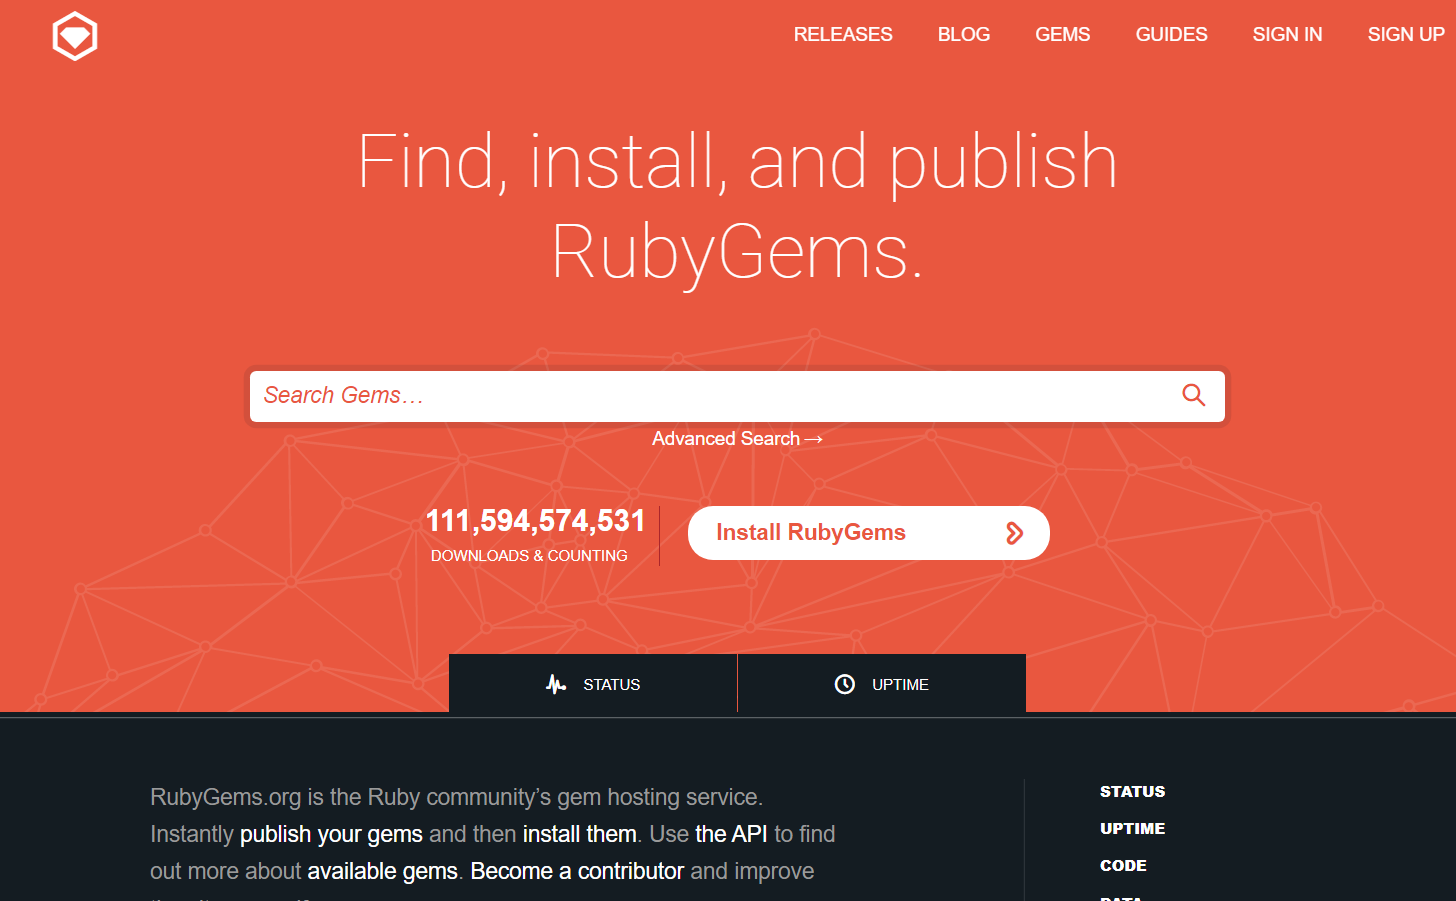 RELEASES BLOG GEMS GUIDES SIGN IN SIGN UP
Find, install, and publish
RubyGems.
Search Gems…
Advanced Search →
111,594,574,531
DOWNLOADS & COUNTING
Install RubyGems
STATUS
UPTIME
RubyGems.org is the Ruby community’s gem hosting service.
Instantly publish your gems and then install them. Use the API to find
out more about available gems. Become a contributor and improve
STATUS
UPTIME
CODE
DATA